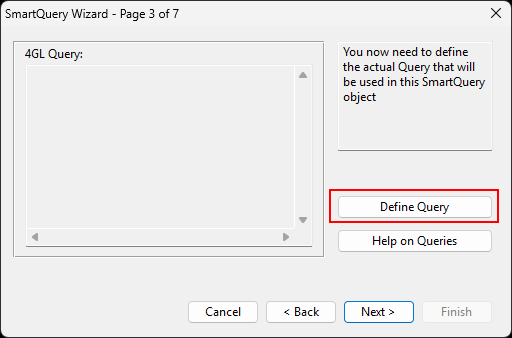 SmartQuery Wizard - Page 3 of 7
4GL Query:
You now need to define
the actual Query that will
be used in this SmartQuery
object
Define Query
Help on Queries
Cancel
< Back
Next >
Finish